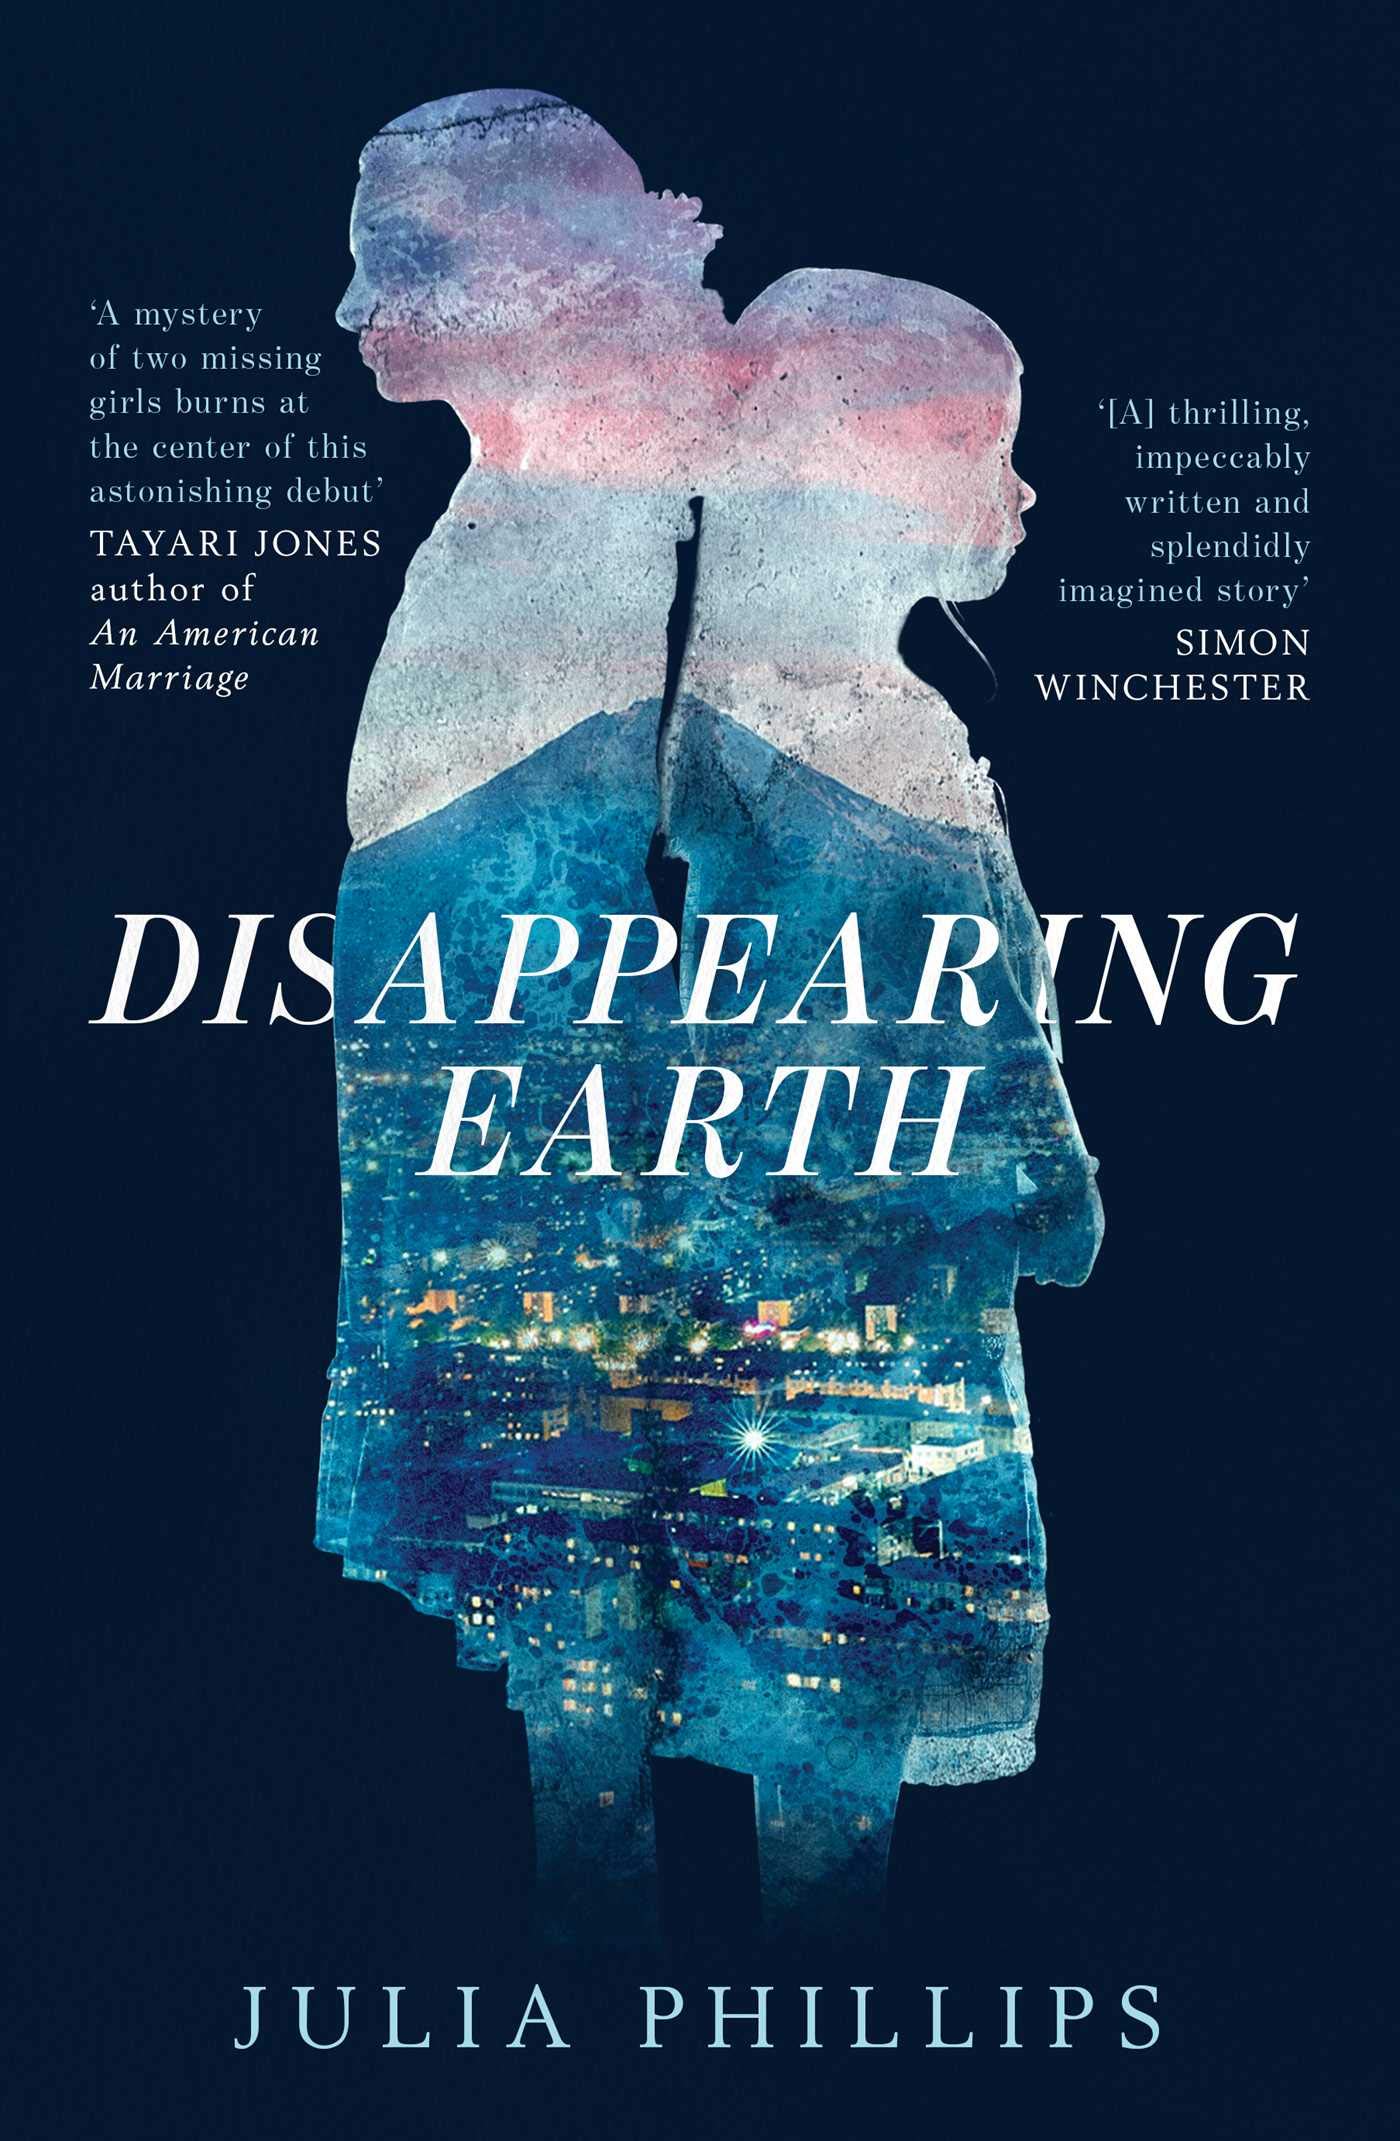 ‘A mystery
of two missing
girls burns at
the center of this
astonishing debut’
TAYARI JONES
author of
An American
Marriage
‘[A] thrilling,
impeccably
written and
splendidly
imagined story’
SIMON
WINCHESTER
DISAPPEARING
EARTH
JULIA PHILLIPS